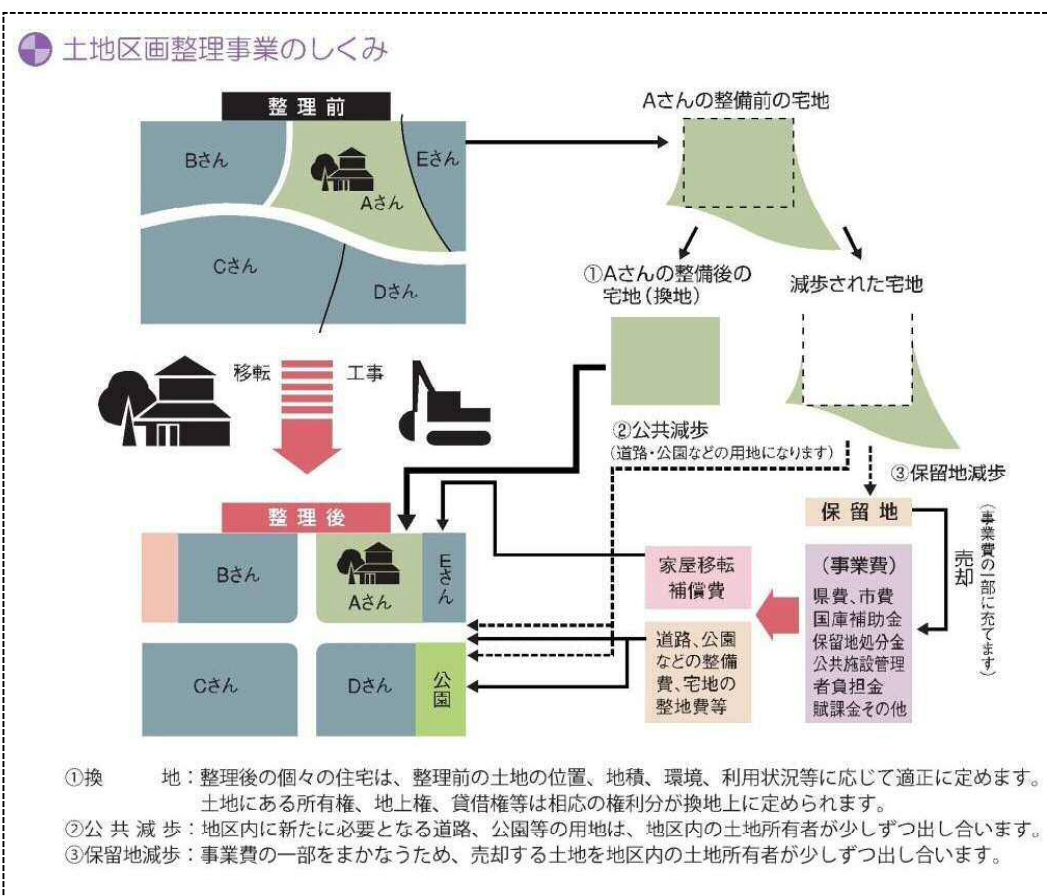 土地区画整理事業のしくみ
整理前
Bさん
Eさん
Aさん
Cさん
Dさん
Aさんの整備前の宅地
①Aさんの整備後の
宅地(換地)
減歩された宅地
移転
工事
②公共減歩
(道路・公園などの用地になります)
③保留地減歩
整理後
Bさん
Aさん
Eさん
Cさん
Dさん
公園
家屋移転
補償費
道路、公園
などの整備
費、宅地の
整地費等
保留地
(事業費)
県費、市費
国庫補助金
保留地処分金
公共施設管理
者負担金
賦課金その他
売却
(事業費の一部に充てます)
①換 地:整理後の個々の住宅は、整理前の土地の位置、地積、環境、利用状況等に応じて適正に定めます。
土地にある所有権、地上権、貸借権等は相応の権利分が換地上に定められます。
②公共減歩:地区内に新たに必要となる道路、公園等の用地は、地区内の土地所有者が少しずつ出し合います。
③保留地減歩:事業費の一部をまかなうため、売却する土地を地区内の土地所有者が少しずつ出し合います。